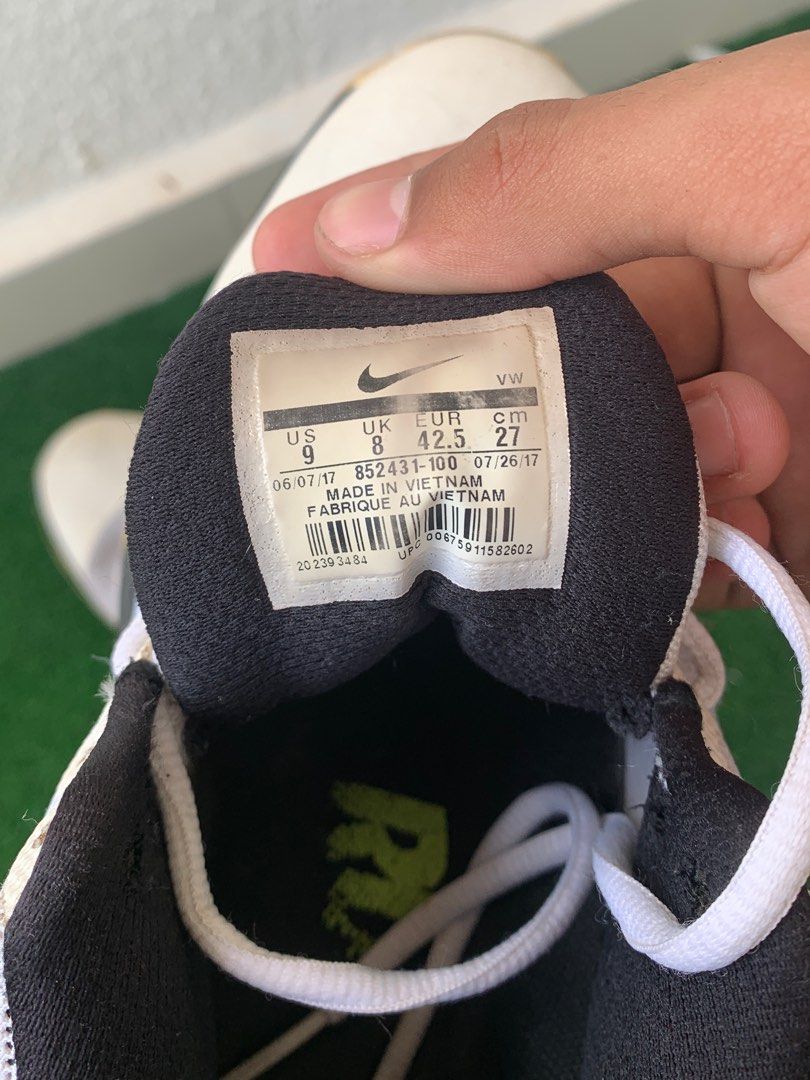 VW
US UK EUR cm
9 8 42.5 27
06/07/17 852431-100 07/26/17
MADE IN VIETNAM
FABRIQUE AU VIETNAM
202393484 UPC 00675911582602